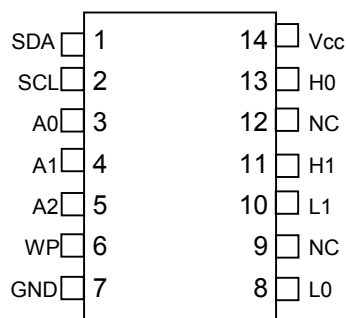 SDA 1 14 Vcc
SCL 2 13 H0
A0 3 12 NC
A1 4 11 H1
A2 5 10 L1
WP 6 9 NC
GND 7 8 L0